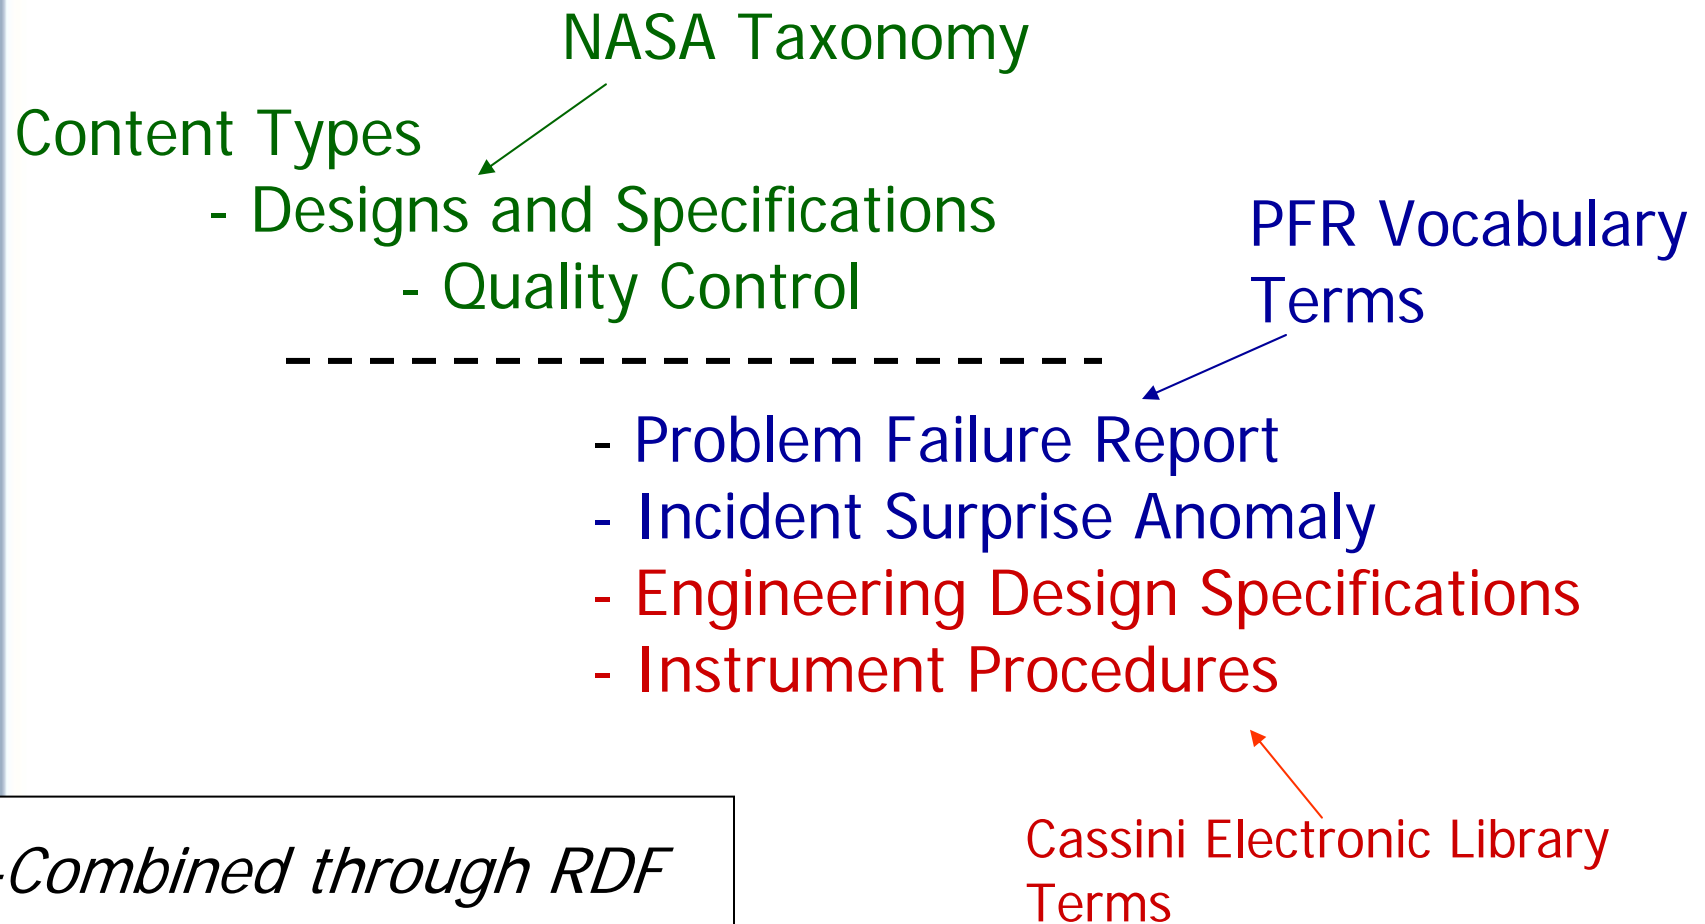 NASA Taxonomy
Content Types
- Designs and Specifications
- Quality Control
PFR Vocabulary
Terms
- Problem Failure Report
- Incident Surprise Anomaly
- Engineering Design Specifications
- Instrument Procedures
Cassini Electronic Library
Terms
-Combined through RDF